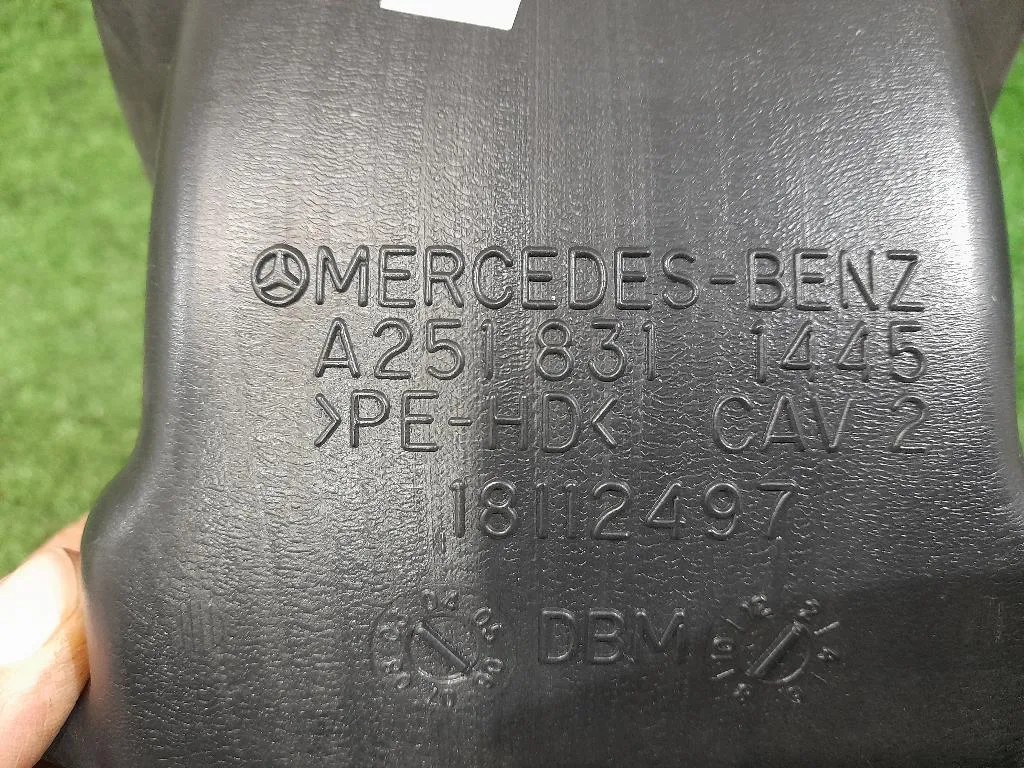 MERCEDES-BENZ
A251 831 1445
>PE-HD< CAV 2
18112497
DBM